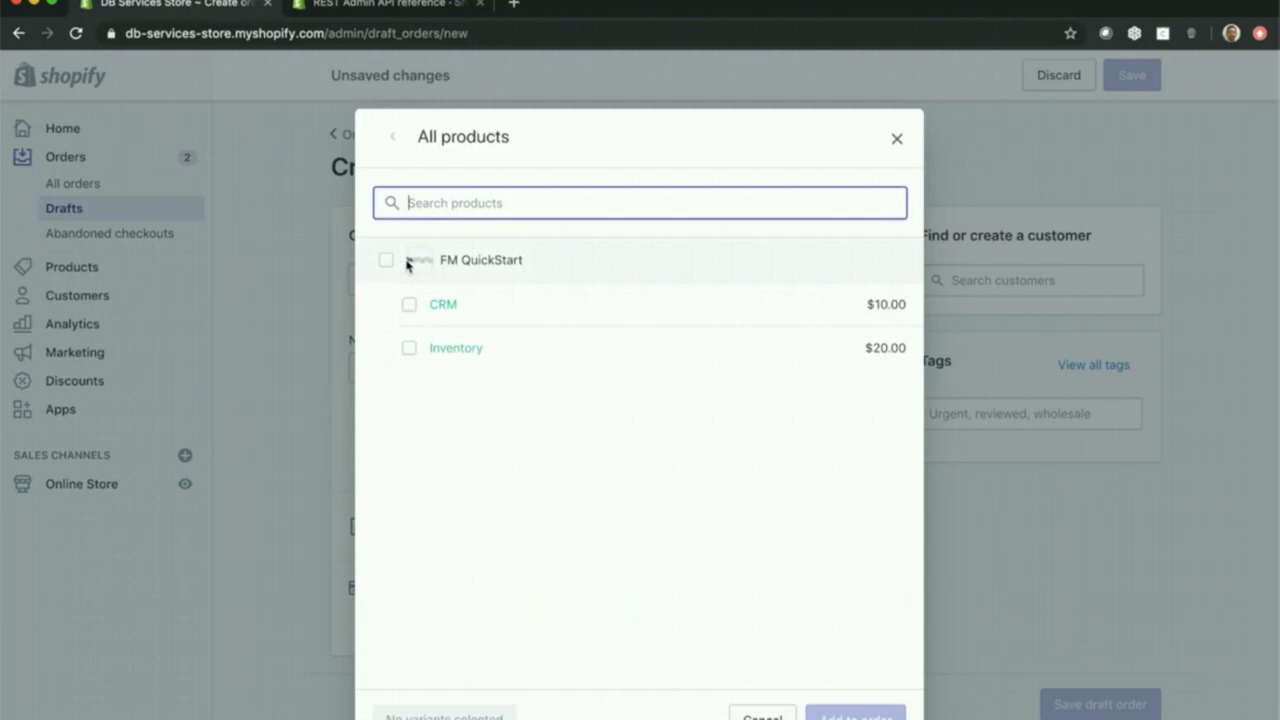 DB Services Store ~ Create or
REST Admin API reference - Sh
db-services-store.myshopify.com/admin/draft_orders/new
shopify
Unsaved changes
Discard
Save
Home
Orders
2
All orders
Drafts
Abandoned checkouts
Products
Customers
Analytics
Marketing
Discounts
Apps
SALES CHANNELS
Online Store
Or
Cr
All products
Search products
FM QuickStart
CRM
$10.00
Inventory
$20.00
No variants selected
Cancel
Add to order
Find or create a customer
Search customers
Tags
View all tags
Urgent, reviewed, wholesale
Save draft order